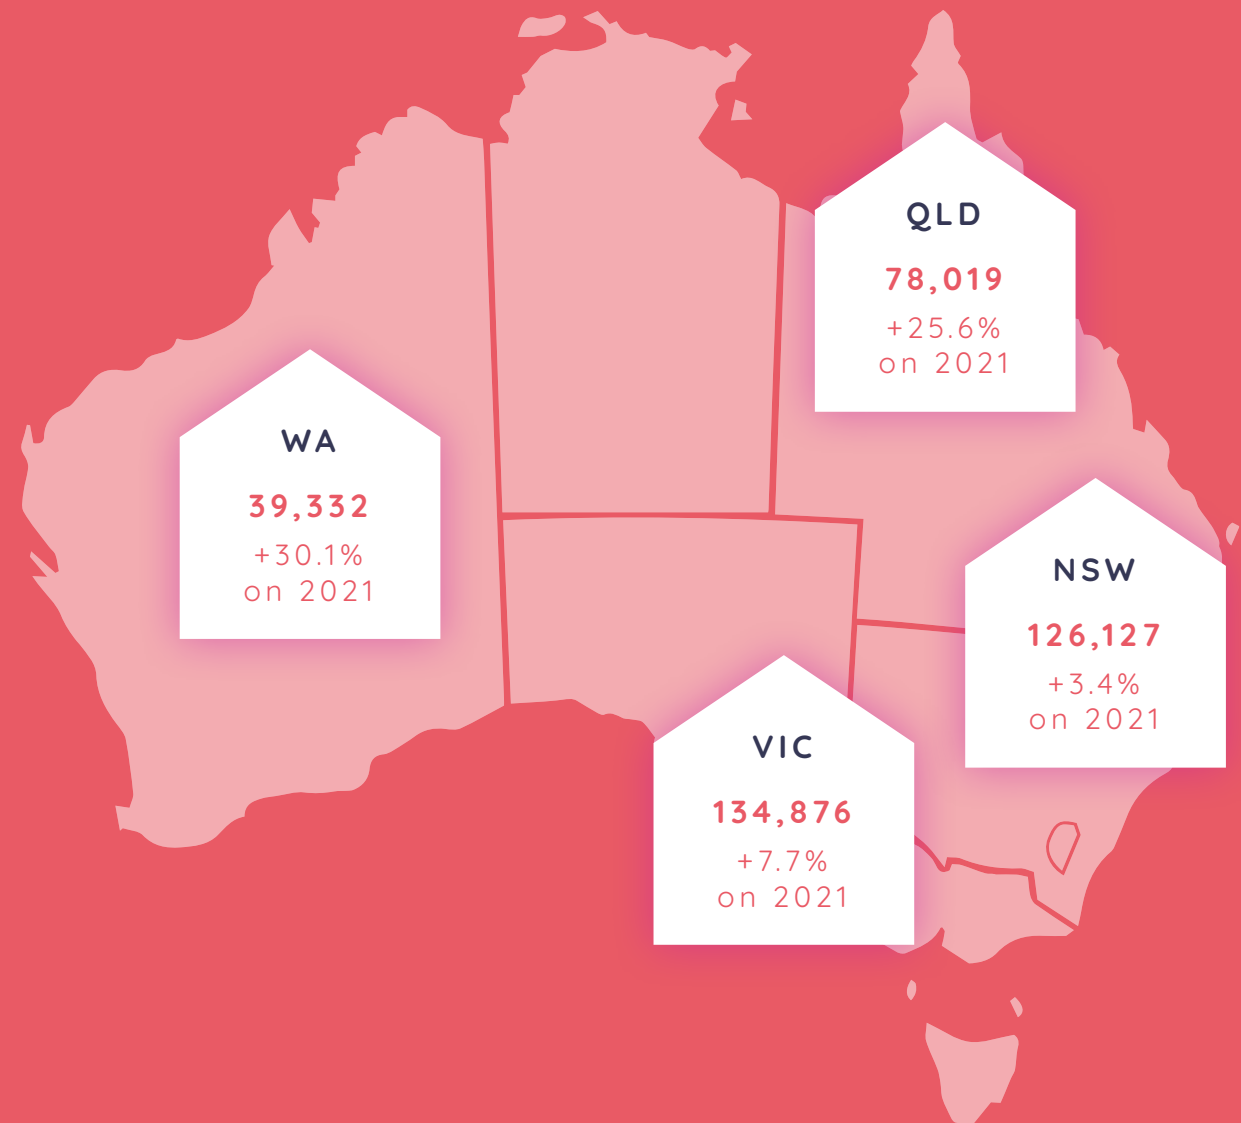 QLD
78,019
+25.6%
on 2021
WA
39,332
+30.1%
on 2021
NSW
126,127
+3.4%
on 2021
VIC
134,876
+7.7%
on 2021